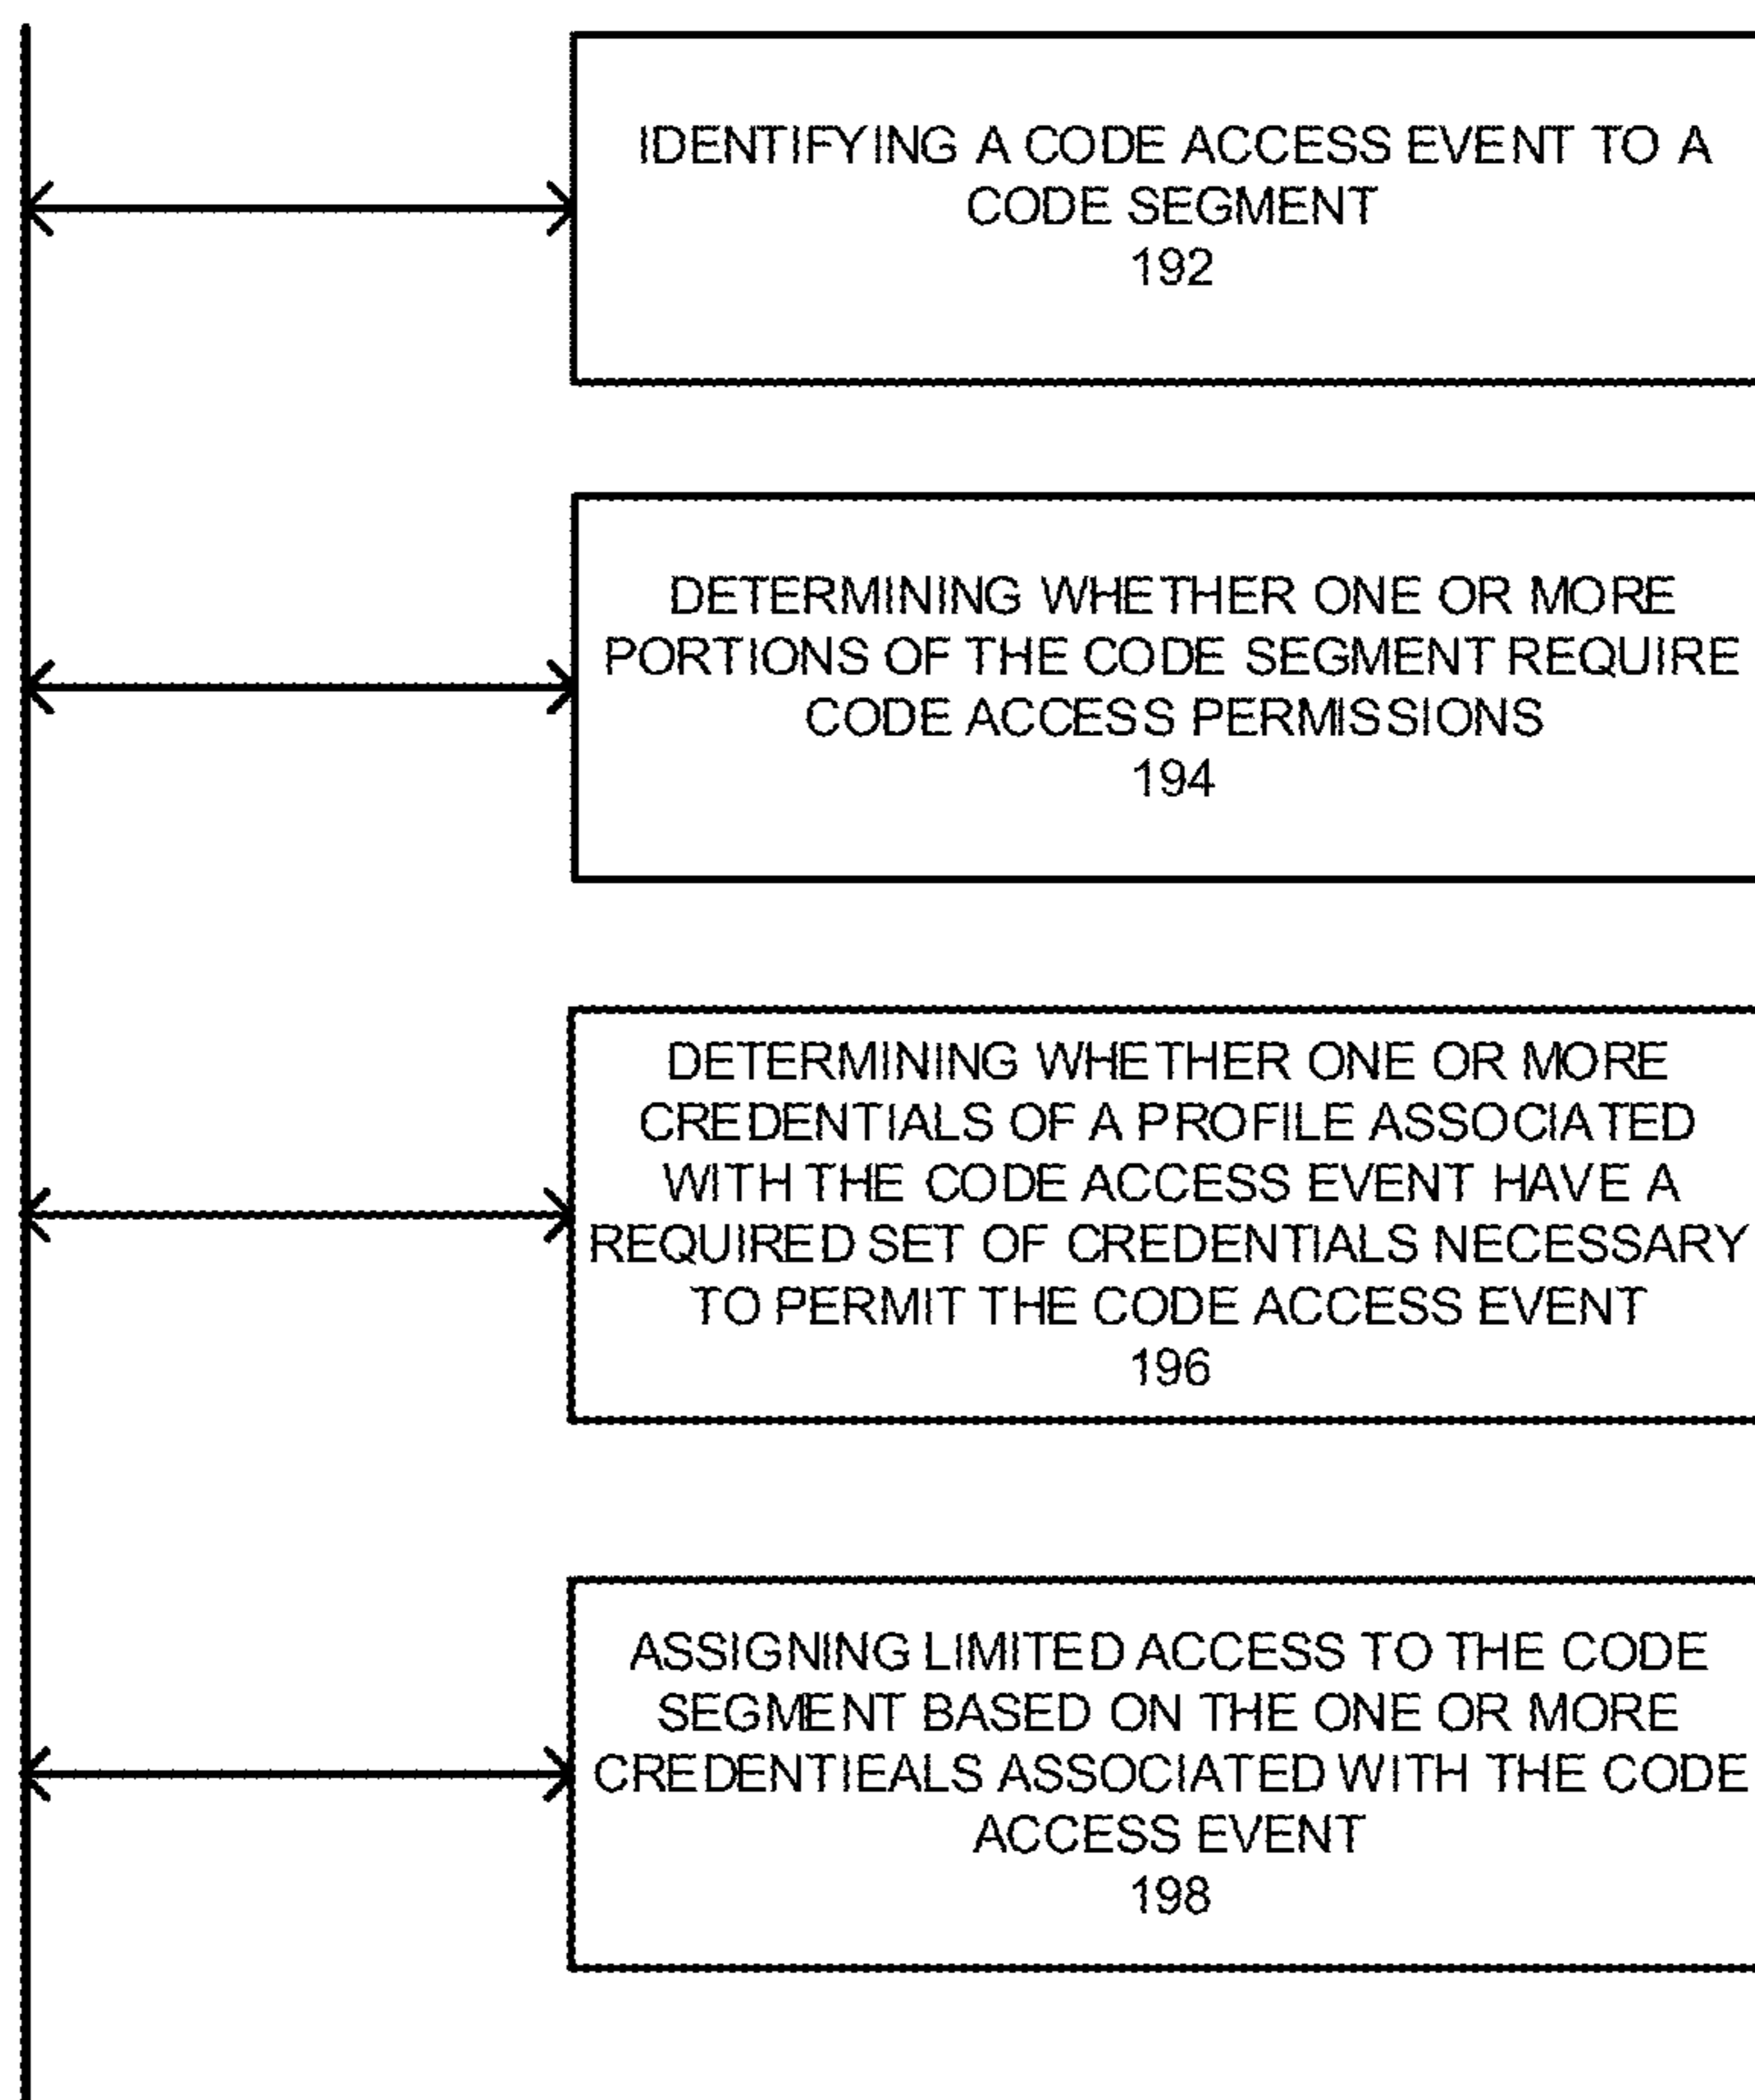 IDENTIFYING A CODE ACCESS EVENT TO A
CODE SEGMENT
192
DETERMINING WHETHER ONE OR MORE
PORTIONS OF THE CODE SEGMENT REQUIRE
CODE ACCESS PERMISSIONS
194
DETERMINING WHETHER ONE OR MORE
CREDENTIALS OF A PROFILE ASSOCIATED
WITH THE CODE ACCESS EVENT HAVE A
REQUIRED SET OF CREDENTIALS NECESSARY
TO PERMIT THE CODE ACCESS EVENT
196
ASSIGNING LIMITED ACCESS TO THE CODE
SEGMENT BASED ON THE ONE OR MORE
CREDENTIEALS ASSOCIATED WITH THE CODE
ACCESS EVENT
198